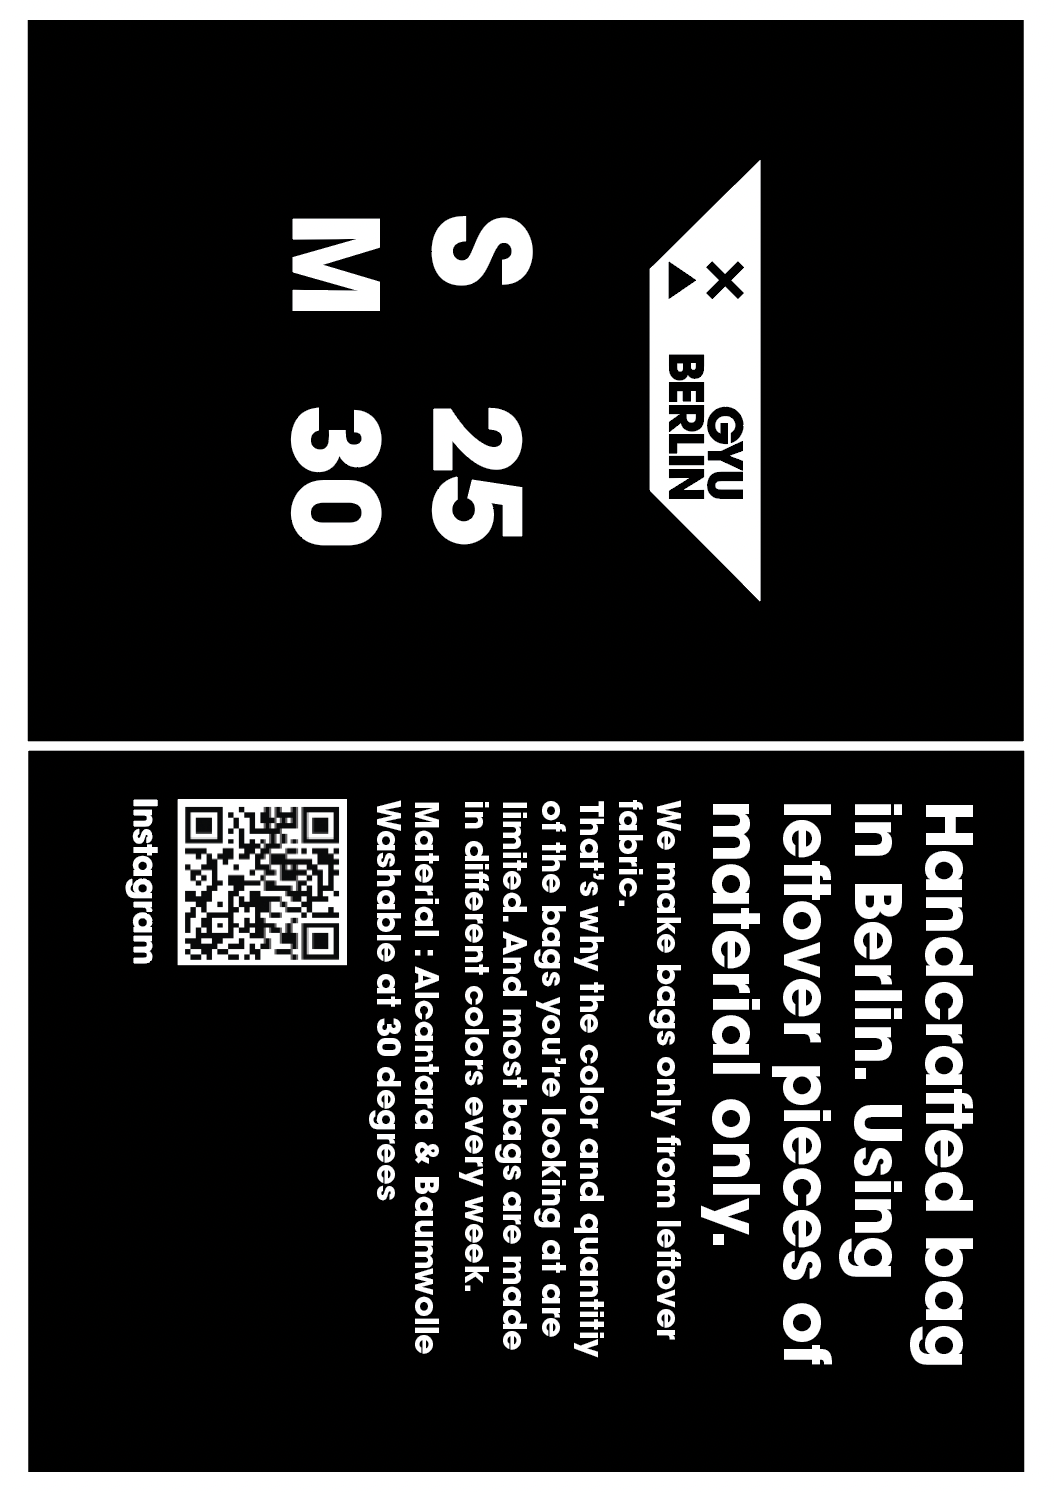 GYU
BERLIN
S 25
M 30
Handcrafted bag
in Berlin. Using
leftover pieces of
material only.
We make bags only from leftover
fabric.
That's why the color and quantitiy
of the bags you're looking at are
limited. And most bags are made
in different colors every week.
Material : Alcantara & Baumwolle
Washable at 30 degrees
Instagram